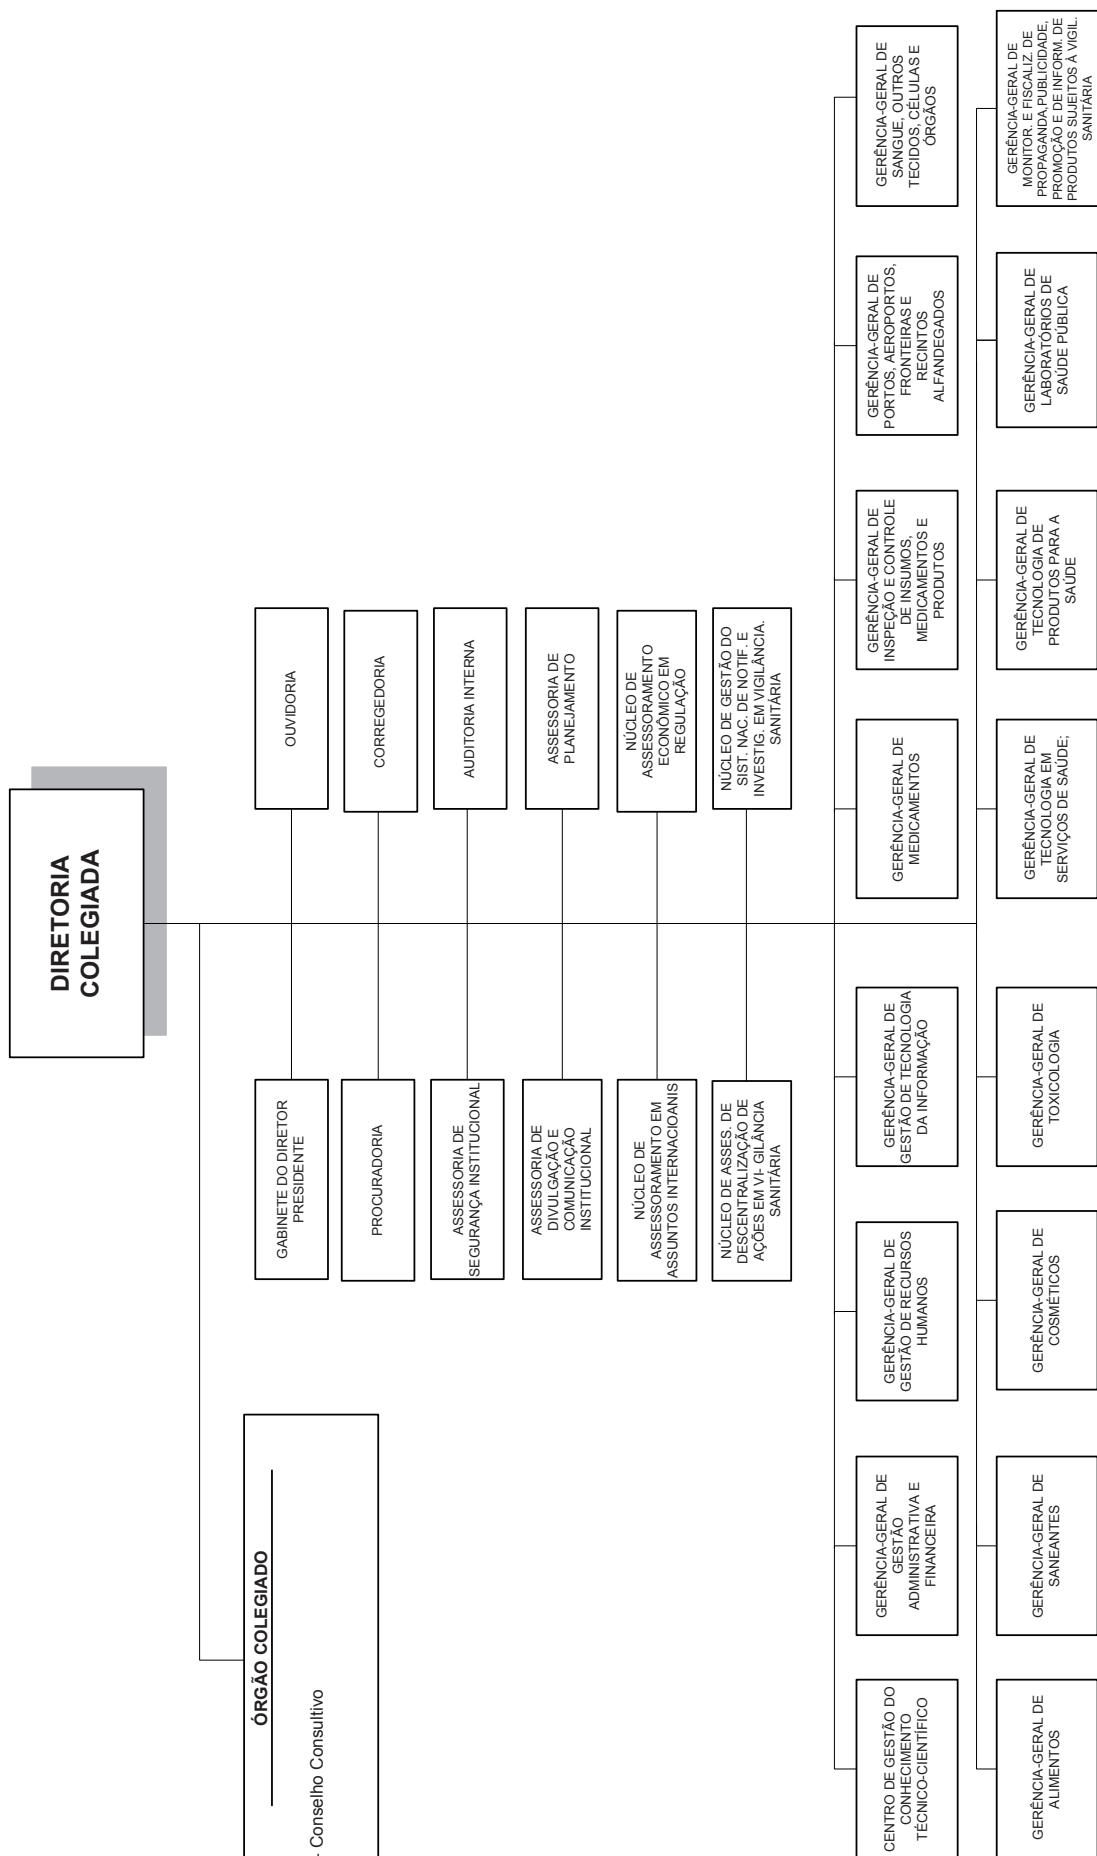 DIRETORIA
COLEGIADA
ÓRGÃO COLEGIADO
- Conselho Consultivo
GABINETE DO DIRETOR
PRESIDENTE
OUVIDORIA
PROCURADORIA
CORREGEDORIA
ASSESSORIA DE
SEGURANÇA INSTITUCIONAL
AUDITORIA INTERNA
ASSESSORIA DE
DIVULGAÇÃO E
COMUNICAÇÃO
INSTITUCIONAL
ASSESSORIA DE
PLANEJAMENTO
NÚCLEO DE
ASSESSORAMENTO EM
ASSUNTOS INTERNACIOANIS
NÚCLEO DE
ASSESSORAMENTO
ECONÔMICO EM
REGULAÇÃO
NÚCLEO DE ASSES. DE
DESCENTRALIZAÇÃO DE
AÇÕES EM VI- GILÂNCIA
SANITÁRIA
NÚCLEO DE GESTÃO DO
SIST. NAC. DE NOTIF. E
INVESTIG. EM VIGILÂNCIA.
SANITÁRIA
CENTRO DE GESTÃO DO
CONHECIMENTO
TÉCNICO-CIENTÍFICO
GERÊNCIA-GERAL DE
GESTÃO
ADMINISTRATIVA E
FINANCEIRA
GERÊNCIA-GERAL DE
GESTÃO DE RECURSOS
HUMANOS
GERÊNCIA-GERAL DE
GESTÃO DE TECNOLOGIA
DA INFORMAÇÃO
GERÊNCIA-GERAL DE
MEDICAMENTOS
GERÊNCIA-GERAL DE
INSPEÇÃO E CONTROLE
DE INSUMOS,
MEDICAMENTOS E
PRODUTOS
GERÊNCIA-GERAL DE
PORTOS, AEROPORTOS,
FRONTEIRAS E
RECINTOS
ALFANDEGADOS
GERÊNCIA-GERAL DE
SANGUE, OUTROS
TECIDOS, CÉLULAS E
ÓRGÃOS
GERÊNCIA-GERAL DE
ALIMENTOS
GERÊNCIA-GERAL DE
SANEANTES
GERÊNCIA-GERAL DE
COSMÉTICOS
GERÊNCIA-GERAL DE
TOXICOLOGIA
GERÊNCIA-GERAL DE
TECNOLOGIA EM
SERVIÇOS DE SAÚDE;
GERÊNCIA-GERAL DE
TECNOLOGIA DE
PRODUTOS PARA A
SAÚDE
GERÊNCIA-GERAL DE
LABORATÓRIOS DE
SAÚDE PÚBLICA
GERÊNCIA-GERAL DE
MONITOR. E FISCALIZ. DE
PROPAGANDA,PUBLICIDADE,
PROMOÇÃO E DE INFORM. DE
PRODUTOS SUJEITOS À VIGIL.
SANITÁRIA